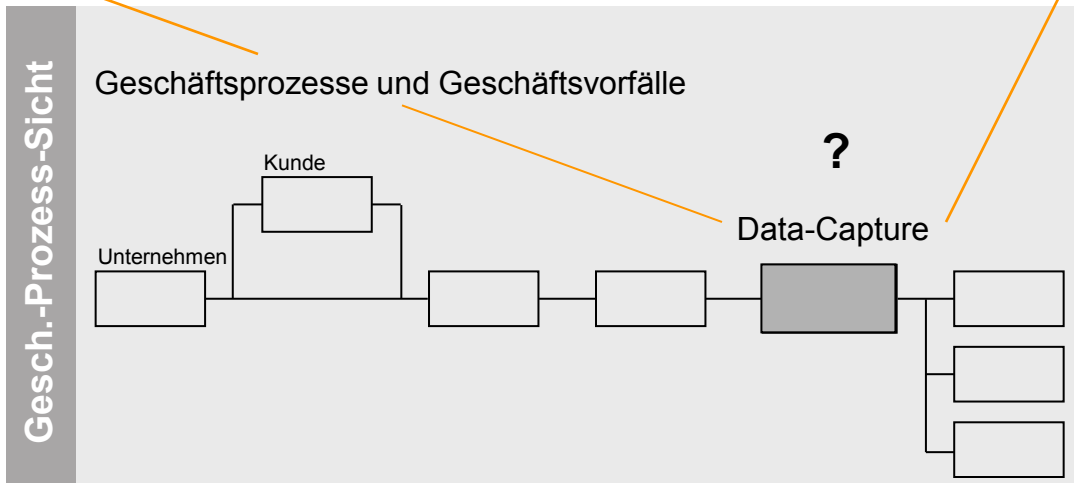 Gesch.-Prozess-Sicht
Geschäftsprozesse und Geschäftsvorfälle
?
Kunde
Data-Capture
Unternehmen